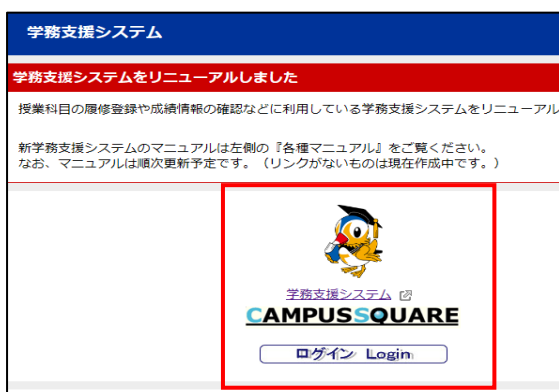 学務支援システム
学務支援システムをリニューアルしました
授業科目の履修登録や成績情報の確認などに利用している学務支援システムをリニューアル
新学務支援システムのマニュアルは左側の『各種マニュアル』をご覧ください。
なお、マニュアルは順次更新予定です。（リンクがないものは現在作成中です。）
学務支援システム
CAMPUSSQUARE
ログイン Login